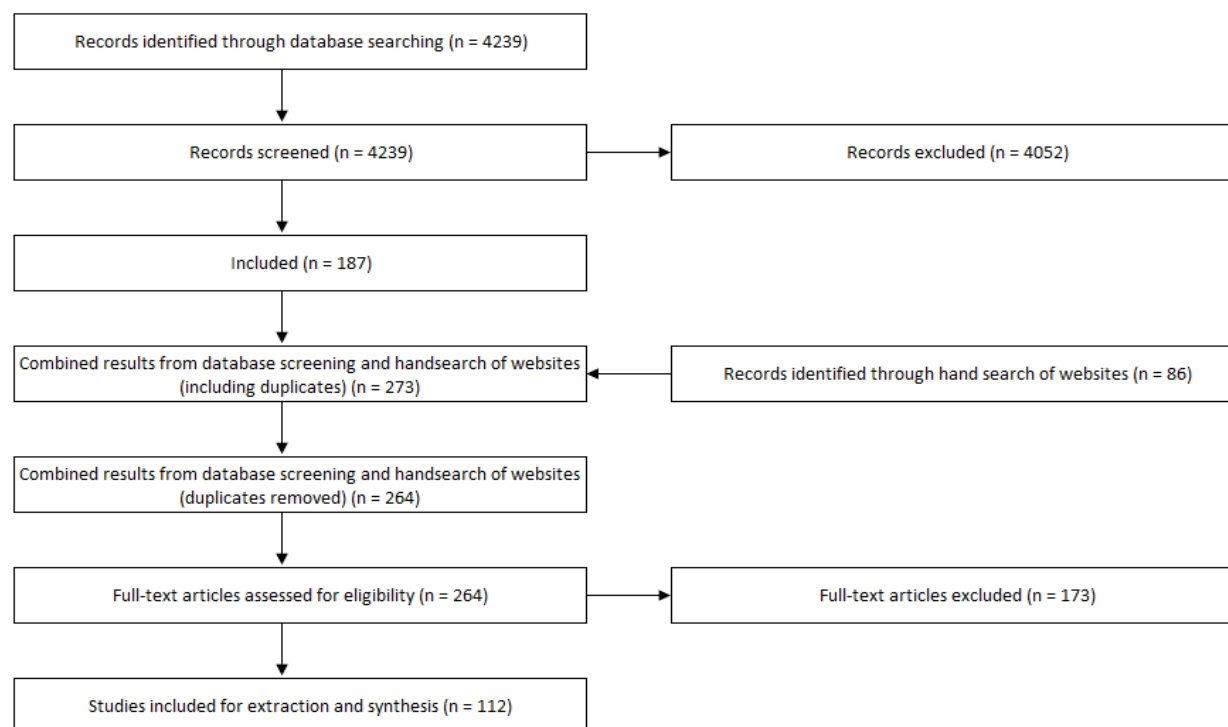 Records identified through database searching (n = 4239)
Records screened (n = 4239)
Records excluded (n = 4052)
Included (n = 187)
Combined results from database screening and handsearch of websites
(including duplicates) (n = 273)
Records identified through hand search of websites (n = 86)
Combined results from database screening and handsearch of websites
(duplicates removed) (n = 264)
Full-text articles assessed for eligibility (n = 264)
Full-text articles excluded (n = 173)
Studies included for extraction and synthesis (n = 112)